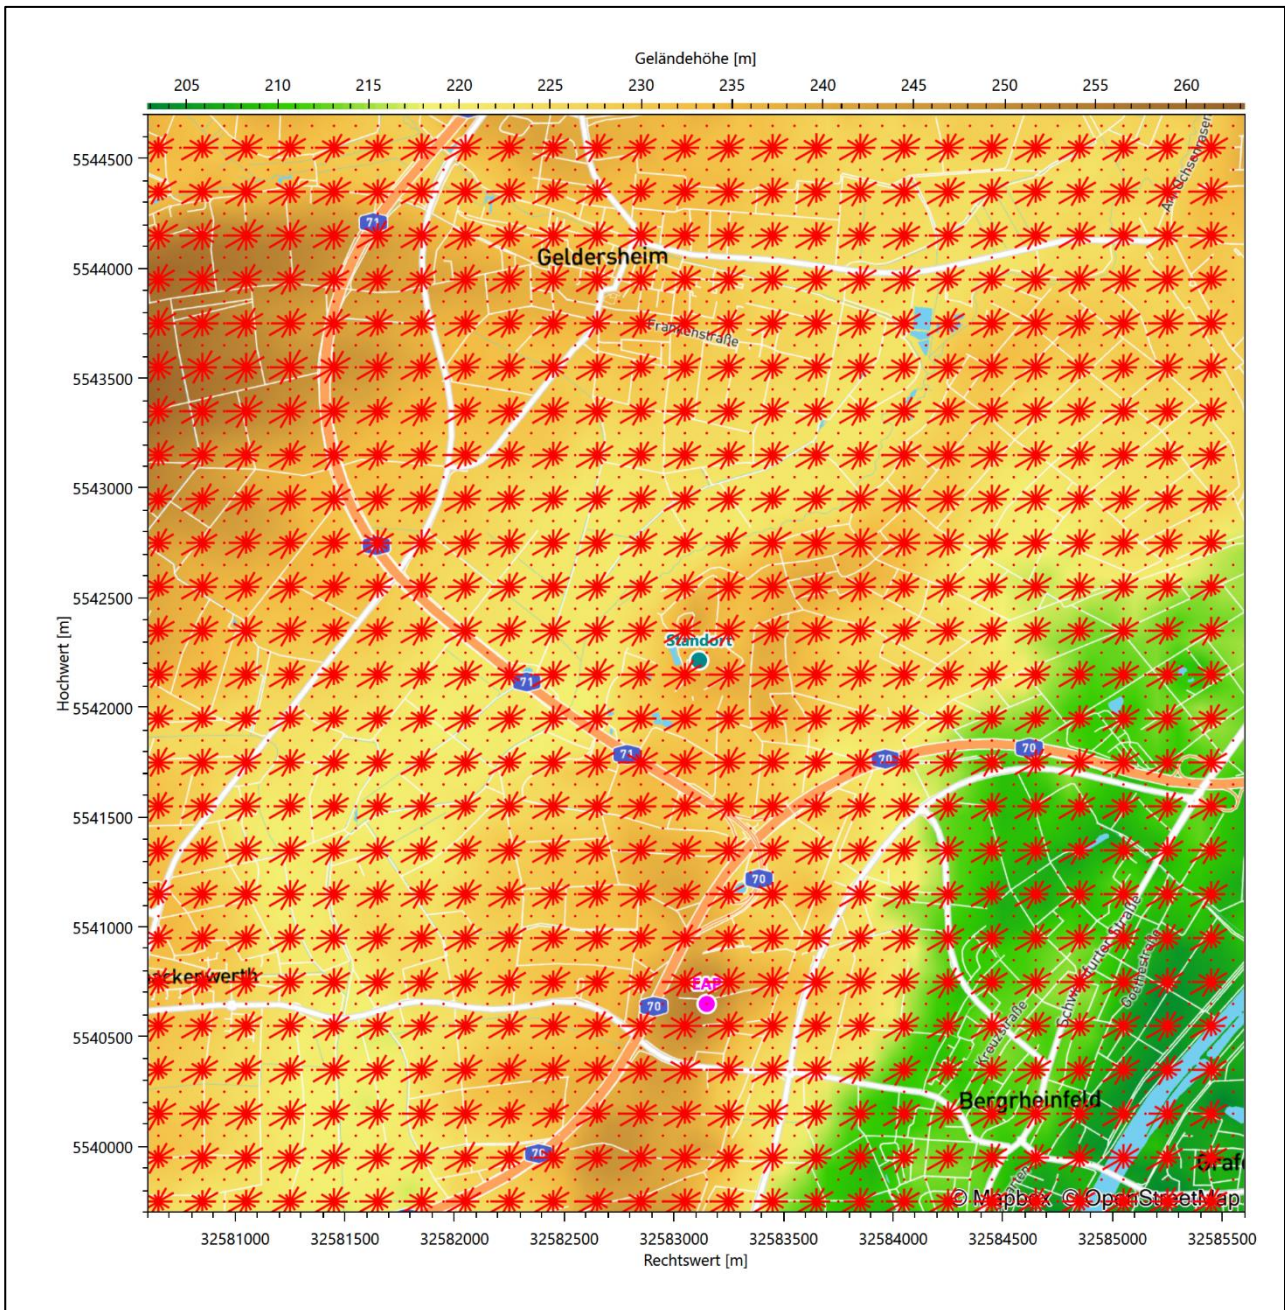 Geländehöhe [m]
205 210 215 220 225 230 235 240 245 250 255 260
Hochwert [m]
5544500
5544000
5543500
5543000
5542500
5542000
5541500
5541000
5540500
5540000
71
Geldersheim
Frankenstraße
Standort
71
71
70
70
70
EAP
70
Schweinfurter Straße
Goethestraße
Kreuzstraße
Bergrheinfeld
70
© Mapbox © OpenStreetMap
32581000 32581500 32582000 32582500 32583000 32583500 32584000 32584500 32585000 32585500
Rechtswert [m]